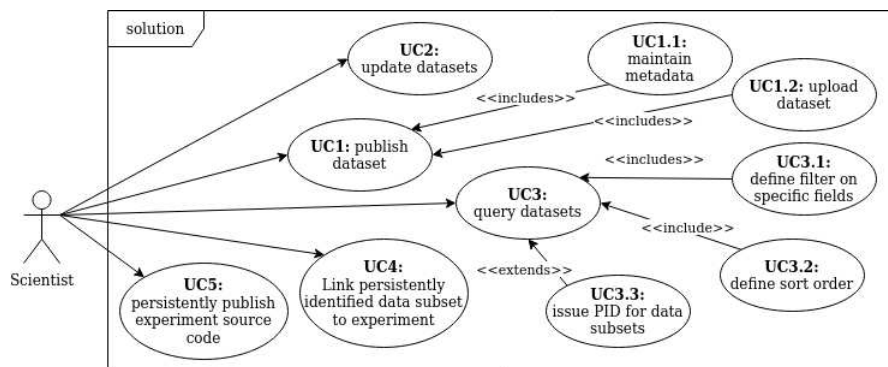 solution
UC2:
update datasets
UC1.1:
maintain
metadata
<<includes>>
UC1.2: upload
dataset
<<includes>>
UC1: publish
dataset
<<includes>>
UC3.1:
define filter on
specific fields
UC3:
query datasets
<<include>>
UC3.2:
define sort order
Scientist
UC5:
persistently publish
experiment source
code
UC4:
Link persistently
identified data subset
to experiment
<<extends>>
UC3.3:
issue PID for data
subsets